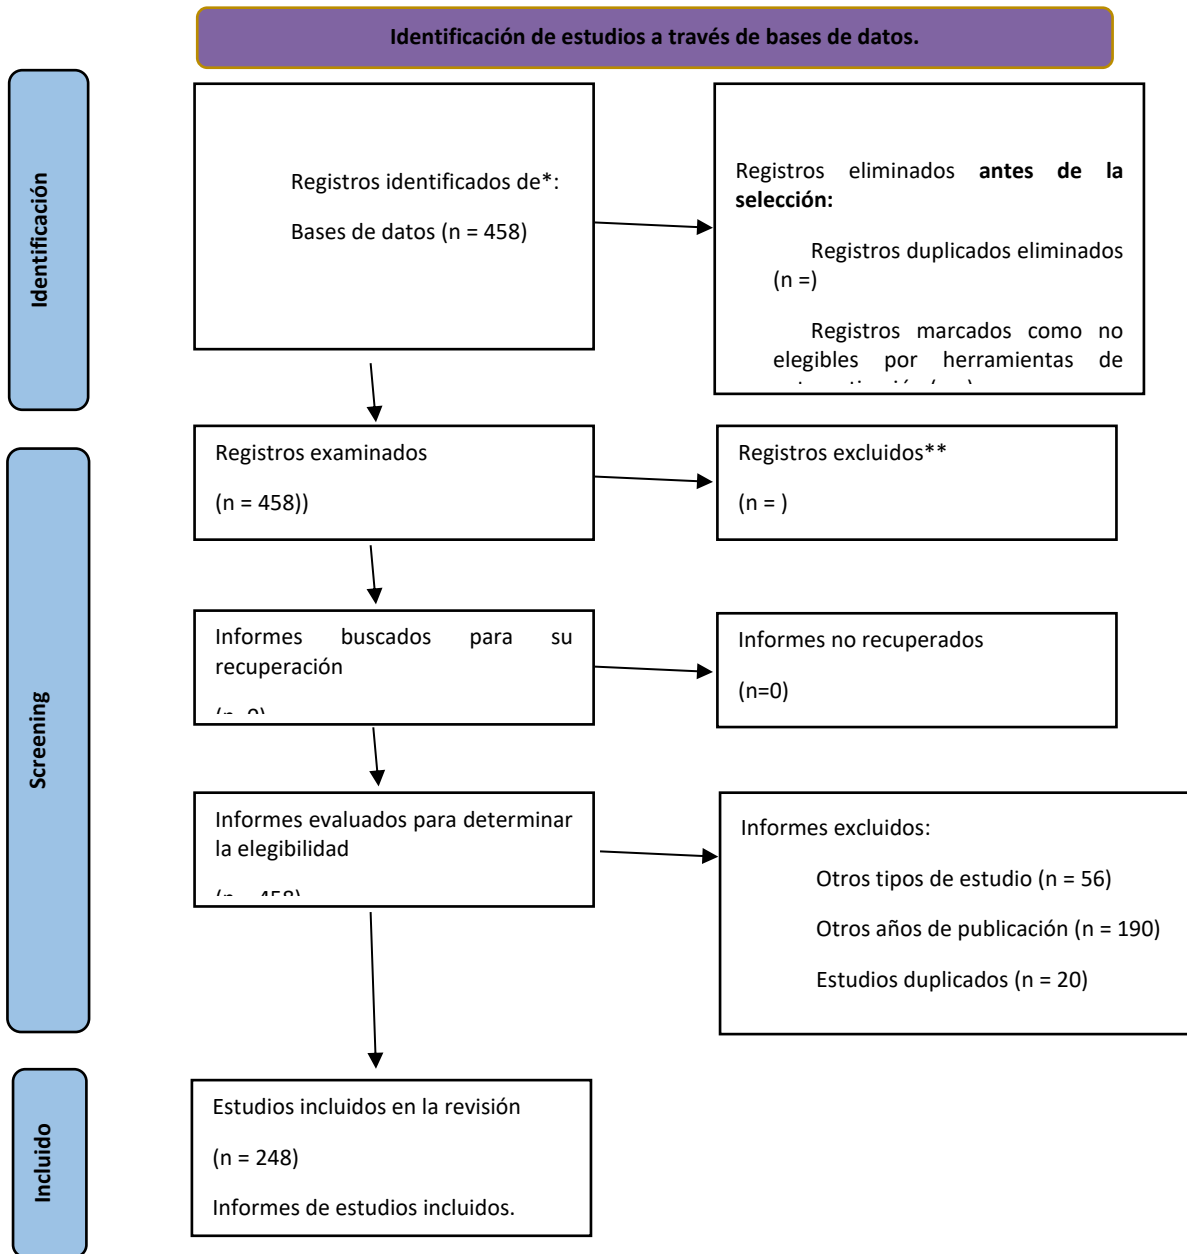 Identificación de estudios a través de bases de datos.
Identificación
Registros identificados de*:
Bases de datos (n = 458)
Registros eliminados antes de la
selección:
Registros duplicados eliminados
(n =)
Registros marcados como no
elegibles por herramientas de
Screening
Registros examinados
(n = 458))
Registros excluidos**
(n = )
Informes buscados para su
recuperación
Informes no recuperados
(n=0)
Informes evaluados para determinar
la elegibilidad
(n = 458)
Informes excluidos:
Otros tipos de estudio (n = 56)
Otros años de publicación (n = 190)
Estudios duplicados (n = 20)
Incluido
Estudios incluidos en la revisión
(n = 248)
Informes de estudios incluidos.